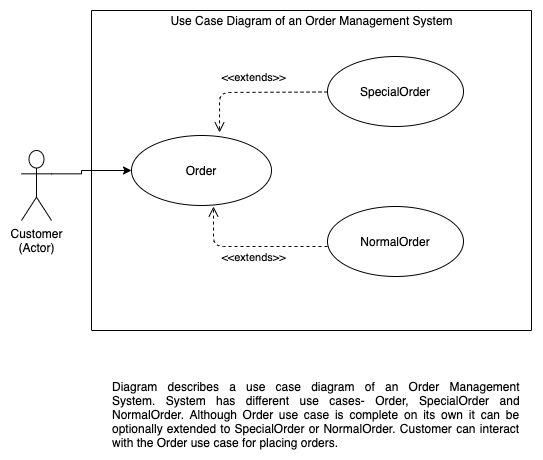 Use Case Diagram of an Order Management System
<<extends>>
SpecialOrder
Order
Customer
(Actor)
NormalOrder
<<extends>>
Diagram describes a use case diagram of an Order Management
System. System has different use cases- Order, SpecialOrder and
NormalOrder. Although Order use case is complete on its own it can be
optionally extended to SpecialOrder or NormalOrder. Customer can interact
with the Order use case for placing orders.